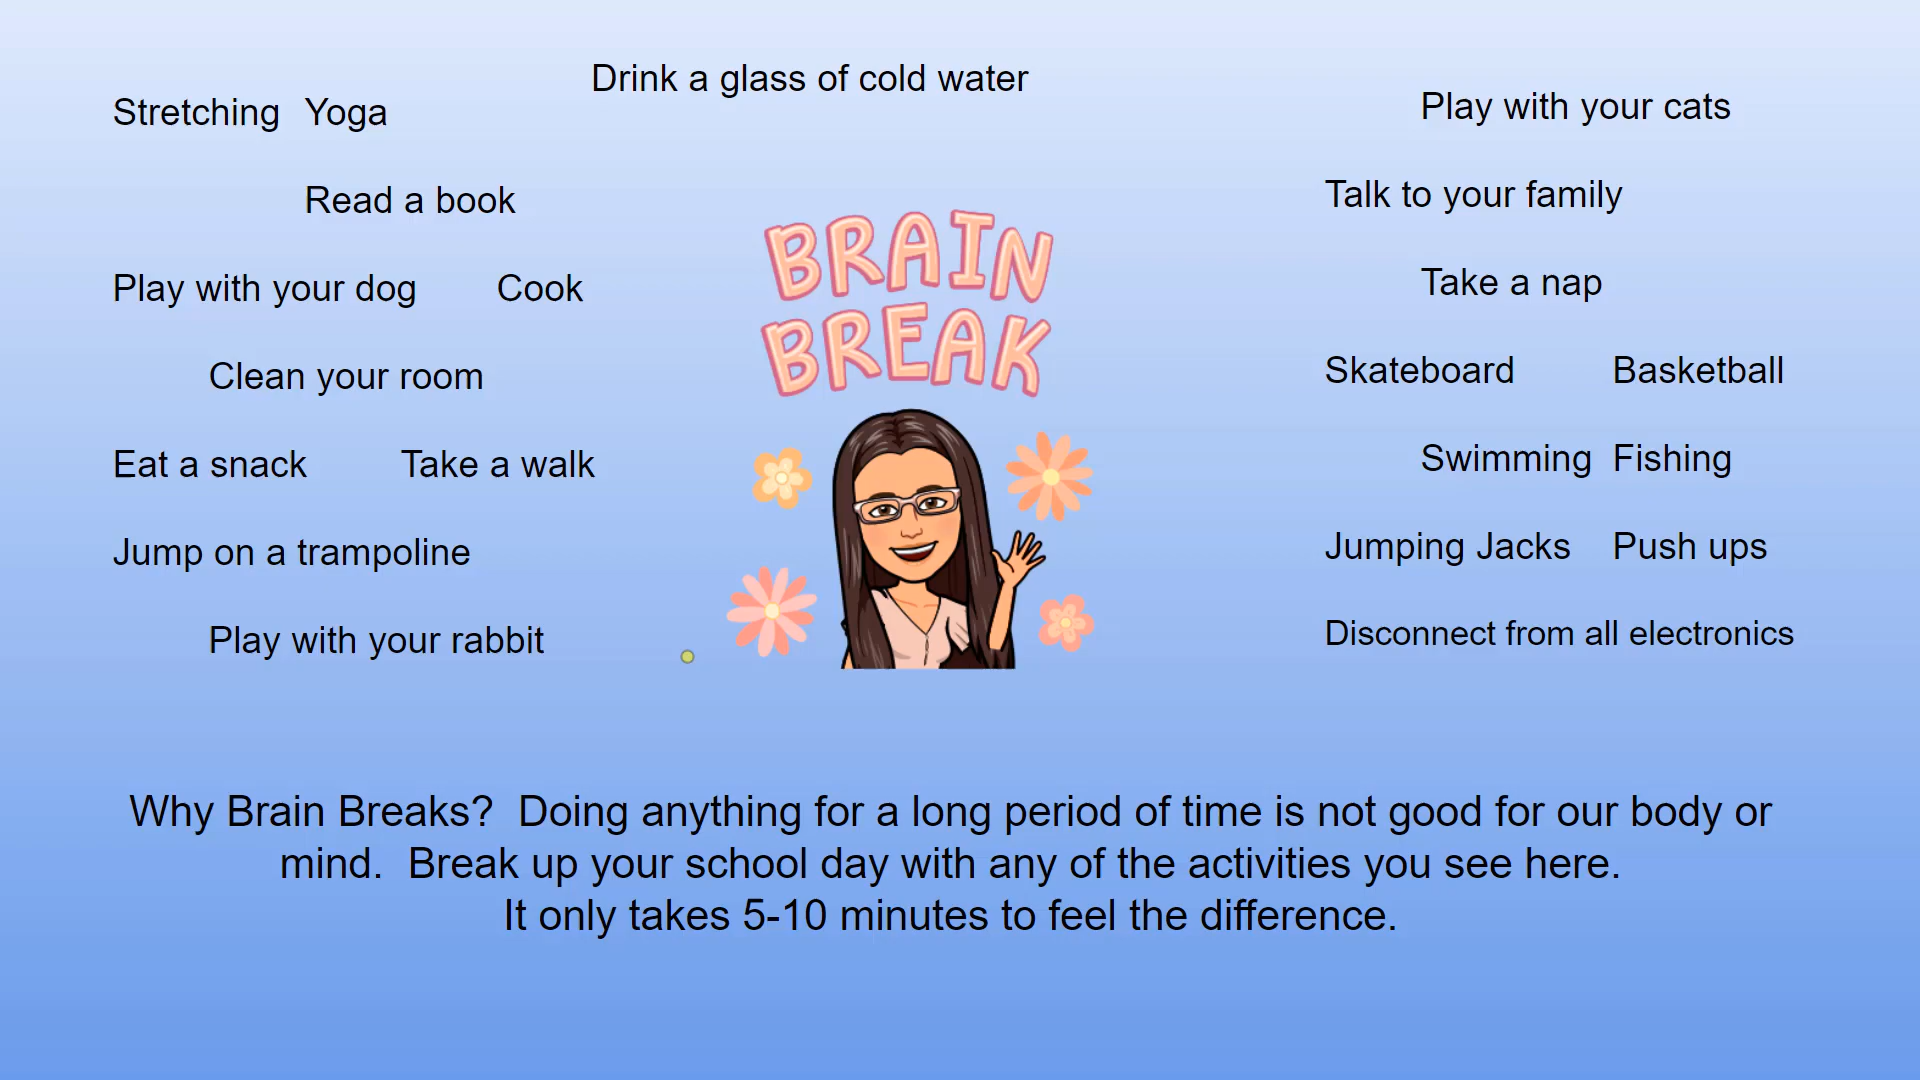 Drink a glass of cold water
Stretching Yoga
Read a book
Play with your dog Cook
Clean your room
Eat a snack Take a walk
Jump on a trampoline
Play with your rabbit
BRAIN
BREAK
Play with your cats
Talk to your family
Take a nap
Skateboard Basketball
Swimming Fishing
Jumping Jacks Push ups
Disconnect from all electronics
Why Brain Breaks? Doing anything for a long period of time is not good for our body or
mind. Break up your school day with any of the activities you see here.
It only takes 5-10 minutes to feel the difference.